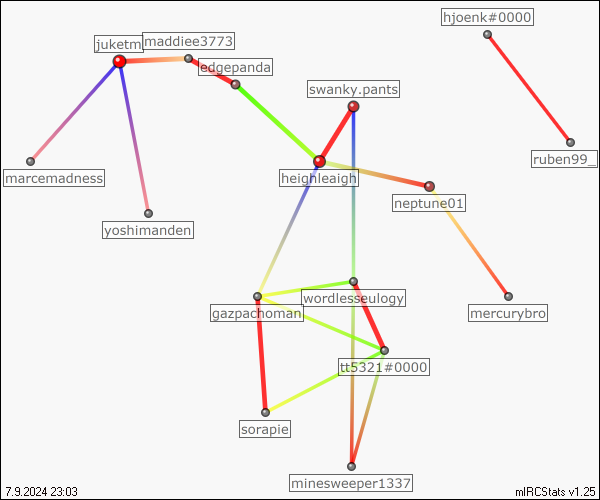 hjoenk#0000
juketm
maddiee3773
edgepanda
swanky.pants
ruben99_
marcemadness
heighleaigh
neptune01
yoshimanden
wordlesseulogy
gazpachoman
mercurybro
tt5321#0000
sorapie
minesweeper1337
7.9.2024 23:03
mIRCStats v1.25